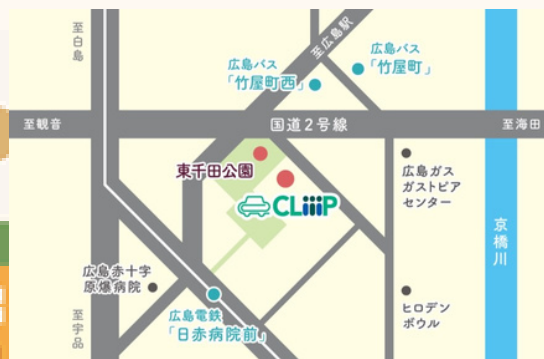 至白島
至広島駅
広島バス
「竹屋町西」
広島バス
「竹屋町」
至観音
国道2号線
至海田
東千田公園
CLiiiP
広島ガス
ガストピア
センター
京橋川
広島赤十字
原爆病院
広島電鉄
「日赤病院前」
ヒロデン
ボウル
至宇品